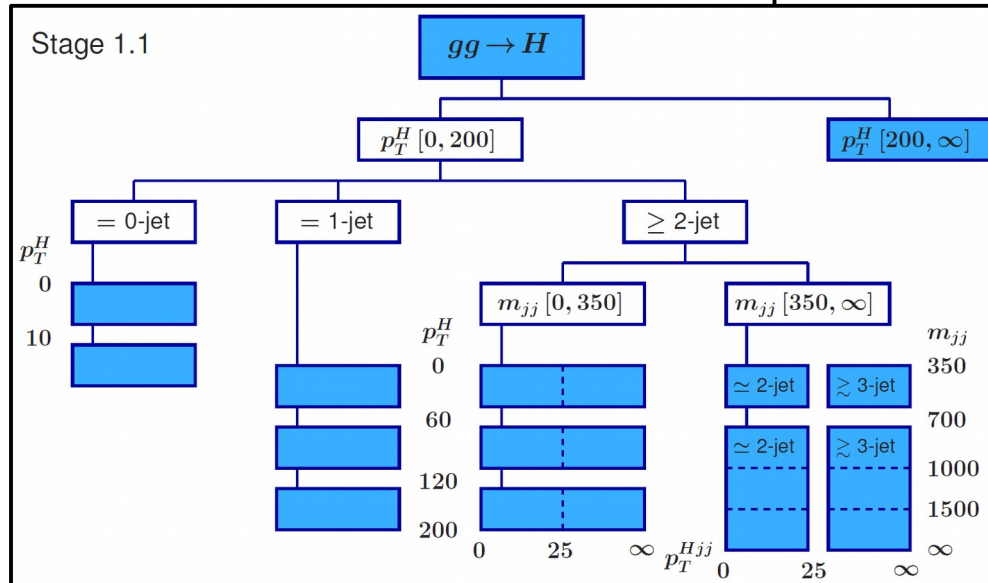 Stage 1.1
gg → H
p_T^H [0, 200]
p_T^H [200, ∞]
= 0-jet
= 1-jet
≥ 2-jet
p_T^H
0
10
m_jj [0, 350]
m_jj [350, ∞]
p_T^H
0
60
120
200
m_jj
350
700
1000
1500
∞
≃ 2-jet
≳ 3-jet
≃ 2-jet
≳ 3-jet
0 25 ∞
p_T^Hjj 0 25 ∞